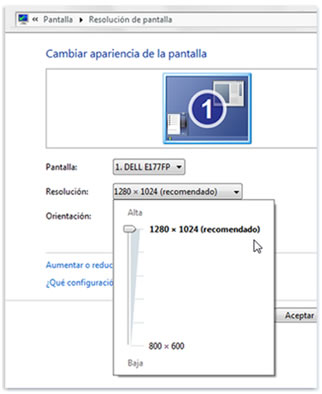 « Pantalla ▸ Resolución de pantalla
Cambiar apariencia de la pantalla
1
Pantalla: 1. DELL E177FP
Resolución: 1280 × 1024 (recomendado)
Orientación:
Alta
1280 × 1024 (recomendado)
Aumentar o reduc
¿Qué configuració
Aceptar
800 × 600
Baja